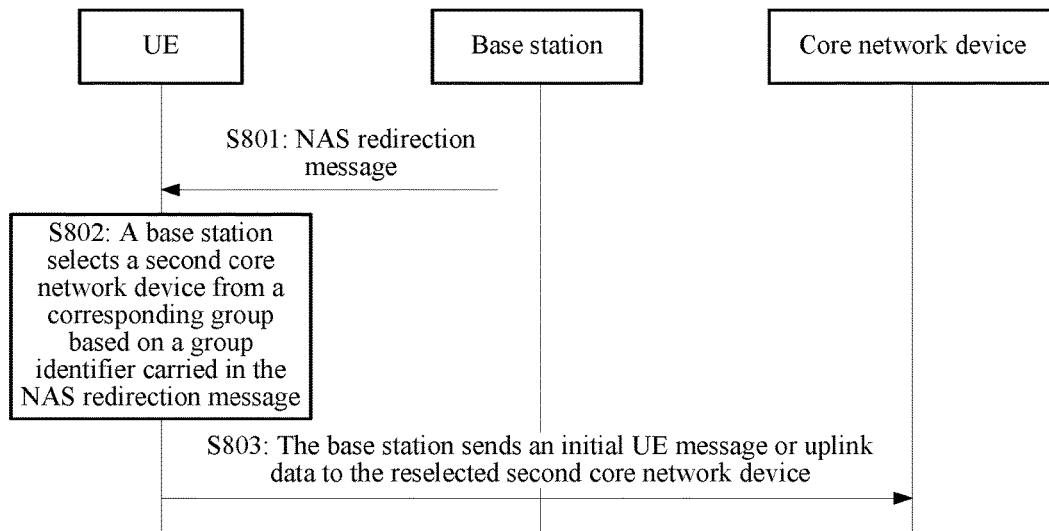 UE
Base station
Core network device
S801: NAS redirection
message
S802: A base station
selects a second core
network device from a
corresponding group
based on a group
identifier carried in the
NAS redirection message
S803: The base station sends an initial UE message or uplink
data to the reselected second core network device